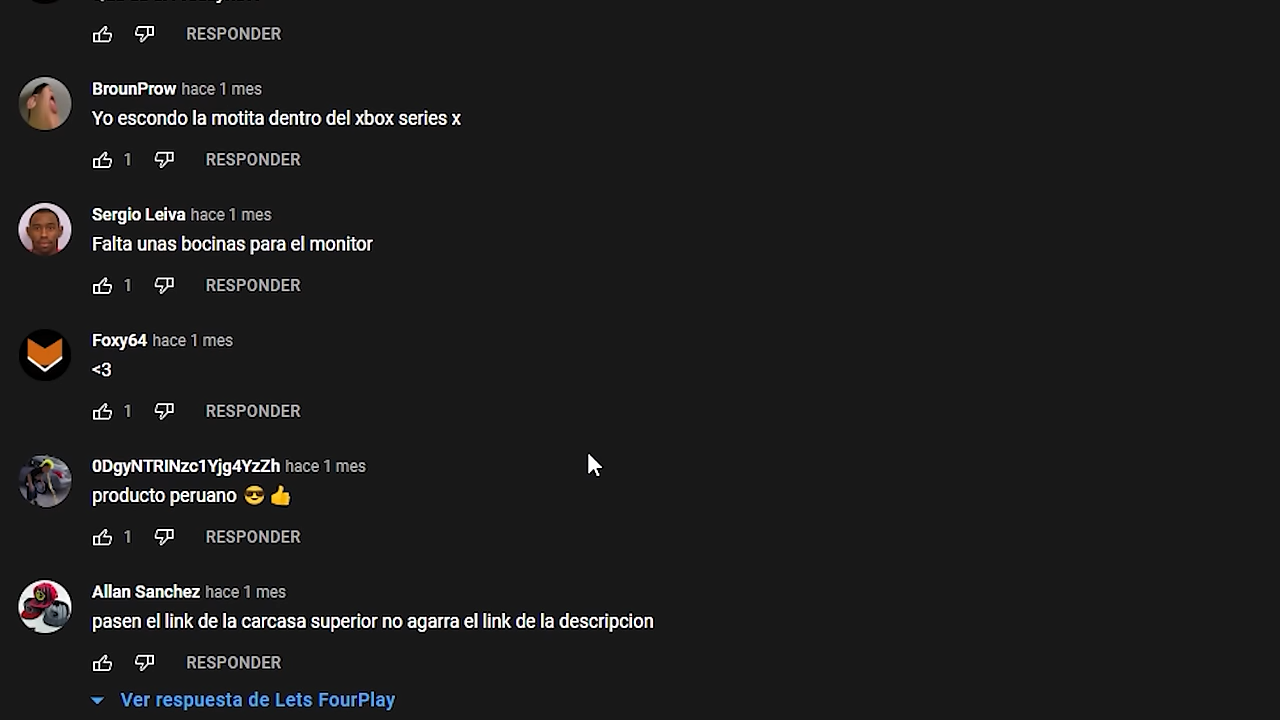 RESPONDER
BrounProw hace 1 mes
Yo escondo la motita dentro del xbox series x
1 RESPONDER
Sergio Leiva hace 1 mes
Falta unas bocinas para el monitor
1 RESPONDER
Foxy64 hace 1 mes
<3
1 RESPONDER
0DgyNTRINzc1Yjg4YzZh hace 1 mes
producto peruano 😎👍
1 RESPONDER
Allan Sanchez hace 1 mes
pasen el link de la carcasa superior no agarra el link de la descripcion
RESPONDER
Ver respuesta de Lets FourPlay